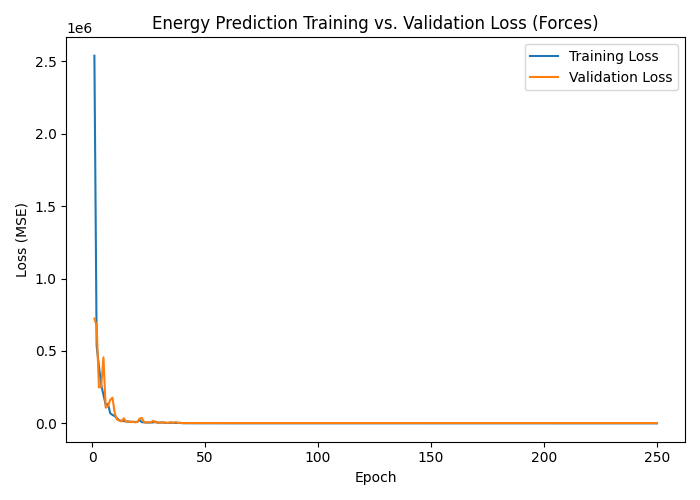 Energy Prediction Training vs. Validation Loss (Forces)
1e6
Training Loss
Validation Loss
2.5
2.0
1.5
1.0
0.5
0.0
Loss (MSE)
0 50 100 150 200 250
Epoch